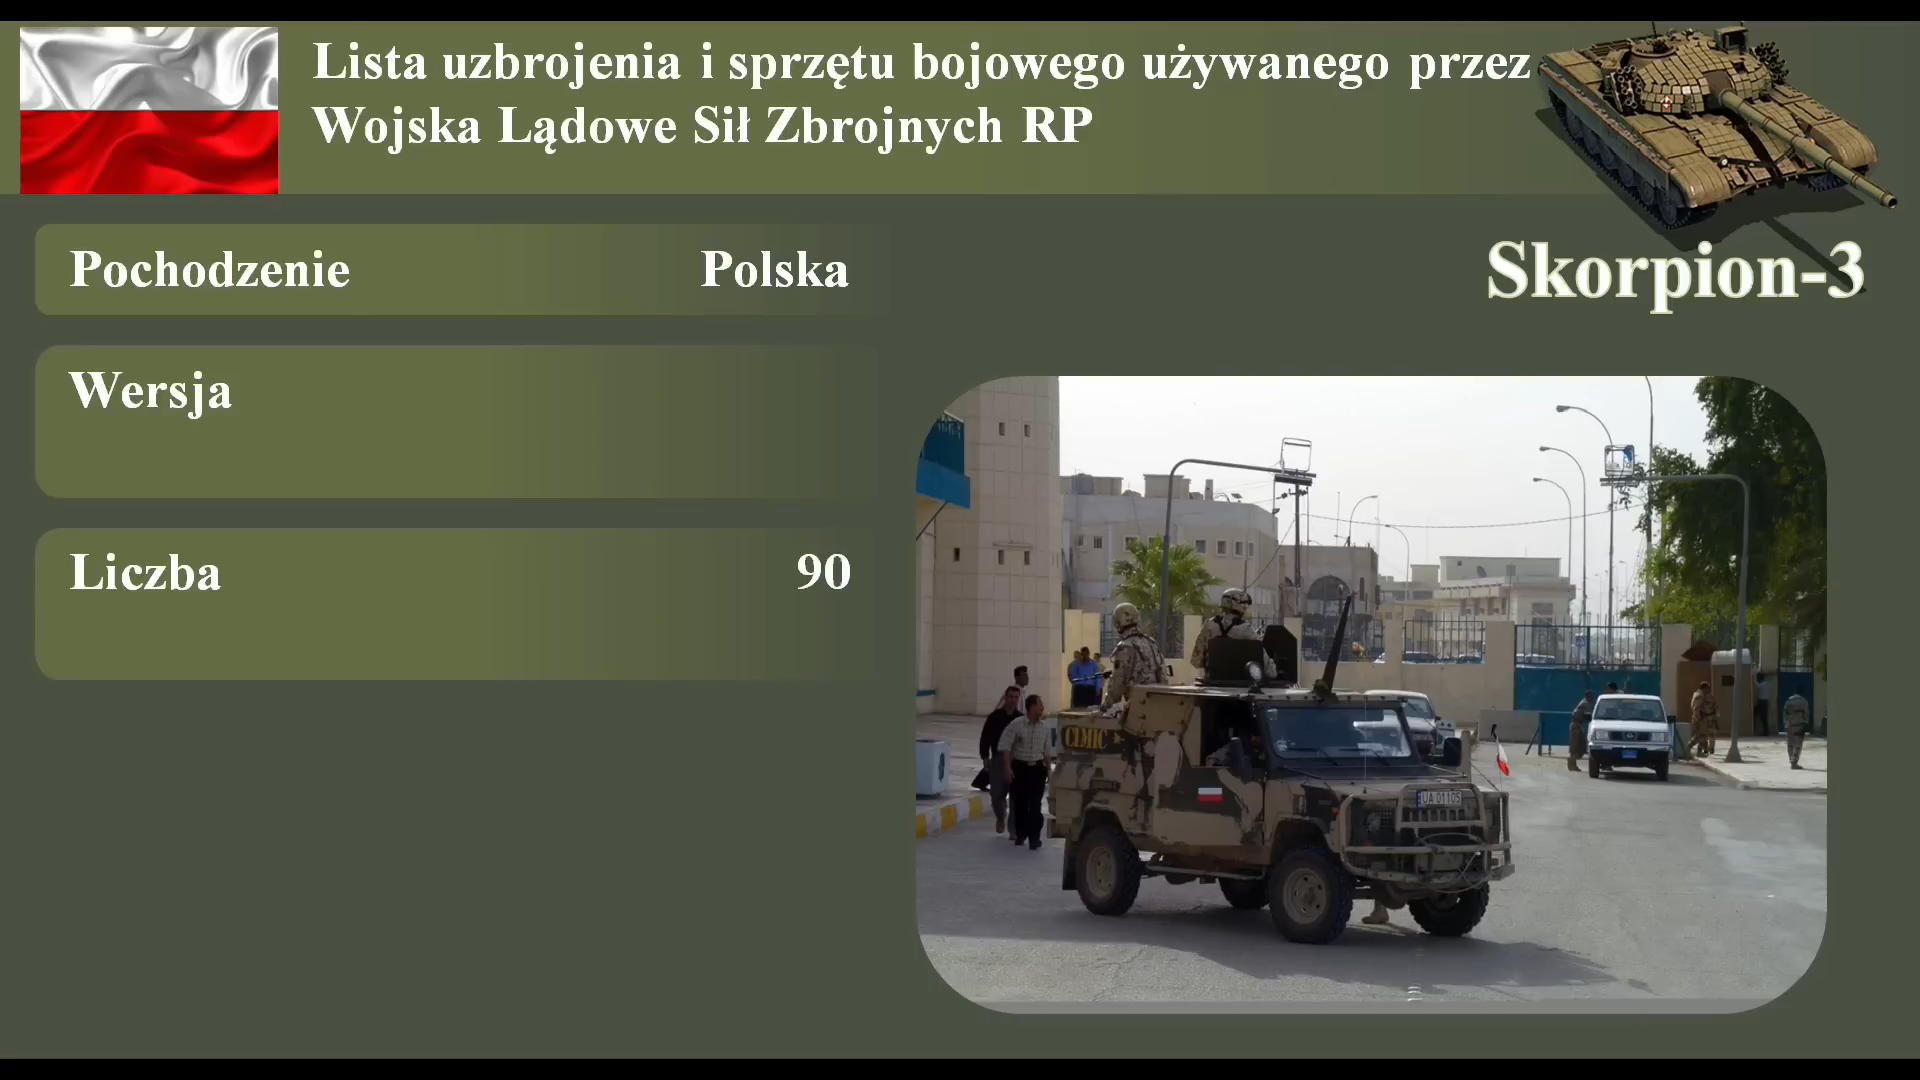 Lista uzbrojenia i sprzętu bojowego używanego przez
Wojska Lądowe Sił Zbrojnych RP
Skorpion-3
Pochodzenie Polska
Wersja
Liczba 90
CIMIC
UA 01105